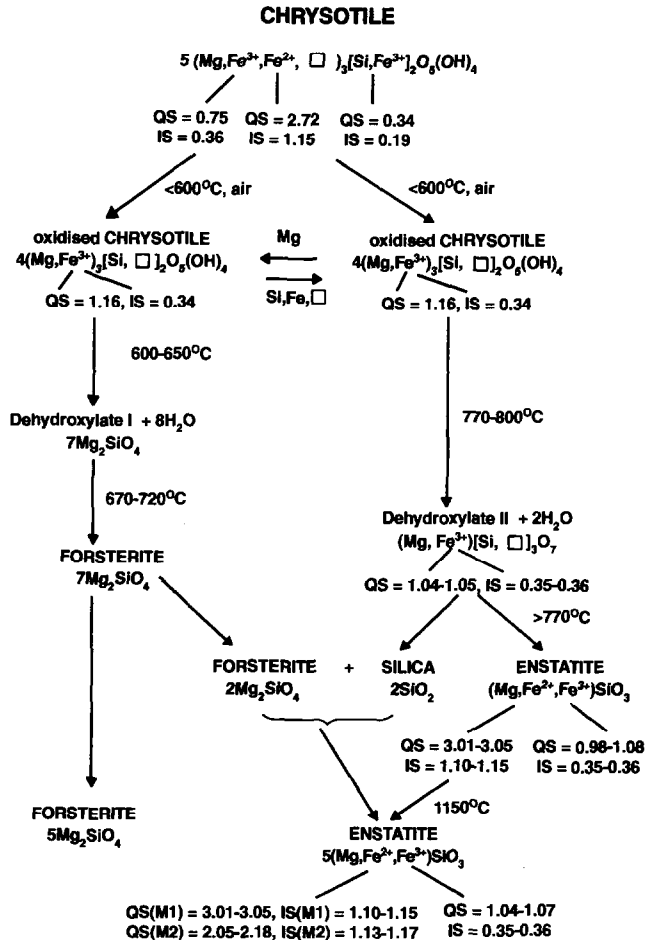 CHRYSOTILE
5 (Mg,Fe³⁺,Fe²⁺, □ )₃[Si,Fe³⁺]₂O₅(OH)₄
QS = 0.75 QS = 2.72 QS = 0.34
IS = 0.36 IS = 1.15 IS = 0.19
<600⁰C, air <600⁰C, air
oxidised CHRYSOTILE Mg oxidised CHRYSOTILE
4(Mg,Fe³⁺)₃[Si, □ ]₂O₅(OH)₄ 4(Mg,Fe³⁺)₃[Si, □]₂O₅(OH)₄
Si,Fe,□
QS = 1.16, IS = 0.34 QS = 1.16, IS = 0.34
600-650⁰C
Dehydroxylate I + 8H₂O 770-800⁰C
7Mg₂SiO₄
670-720⁰C
Dehydroxylate II + 2H₂O
(Mg, Fe³⁺)[Si, □]₃O₇
FORSTERITE
7Mg₂SiO₄
QS = 1.04-1.05, IS = 0.35-0.36
>770⁰C
FORSTERITE + SILICA ENSTATITE
2Mg₂SiO₄ 2SiO₂ (Mg,Fe²⁺,Fe³⁺)SiO₃
QS = 3.01-3.05 QS = 0.98-1.08
IS = 1.10-1.15 IS = 0.35-0.36
1150⁰C
FORSTERITE
5Mg₂SiO₄
ENSTATITE
5(Mg,Fe²⁺,Fe³⁺)SiO₃
QS(M1) = 3.01-3.05, IS(M1) = 1.10-1.15 QS = 1.04-1.07
QS(M2) = 2.05-2.18, IS(M2) = 1.13-1.17 IS = 0.35-0.36